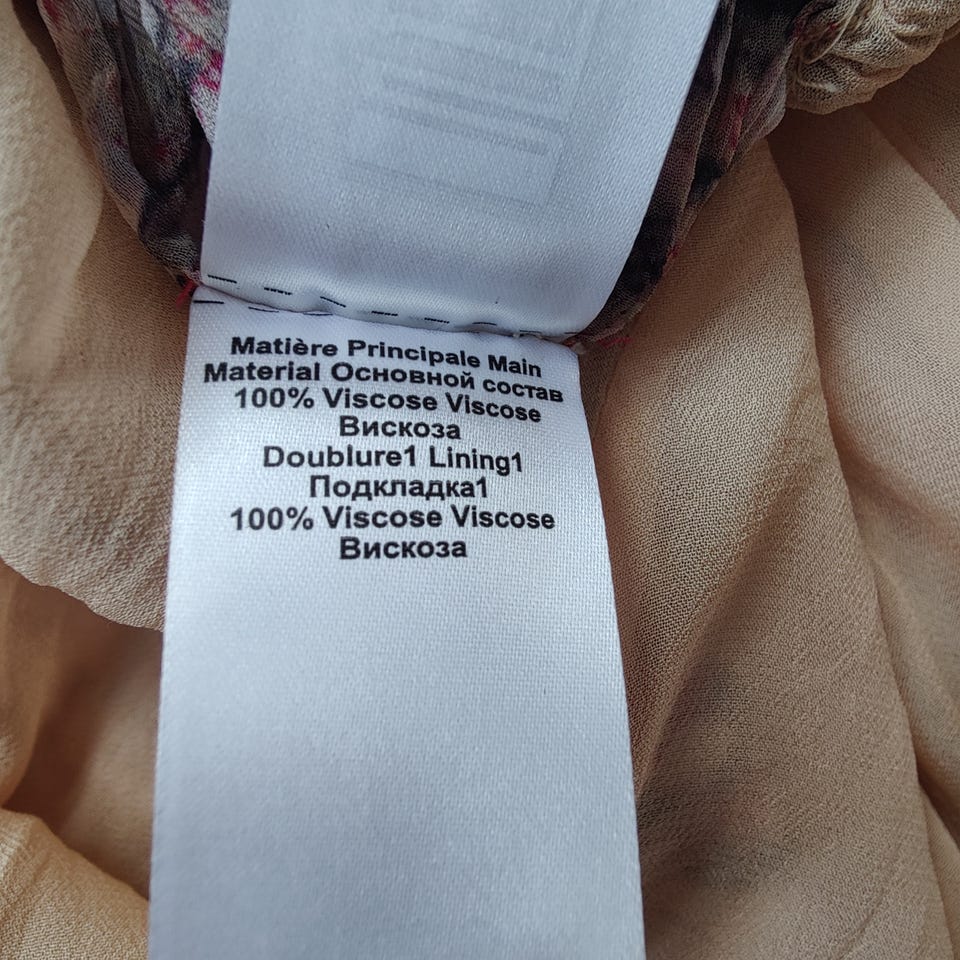 Matière Principale Main
Material Основной состав
100% Viscose Viscose
Вискоза
Doublure1 Lining1
Подкладка1
100% Viscose Viscose
Вискоза